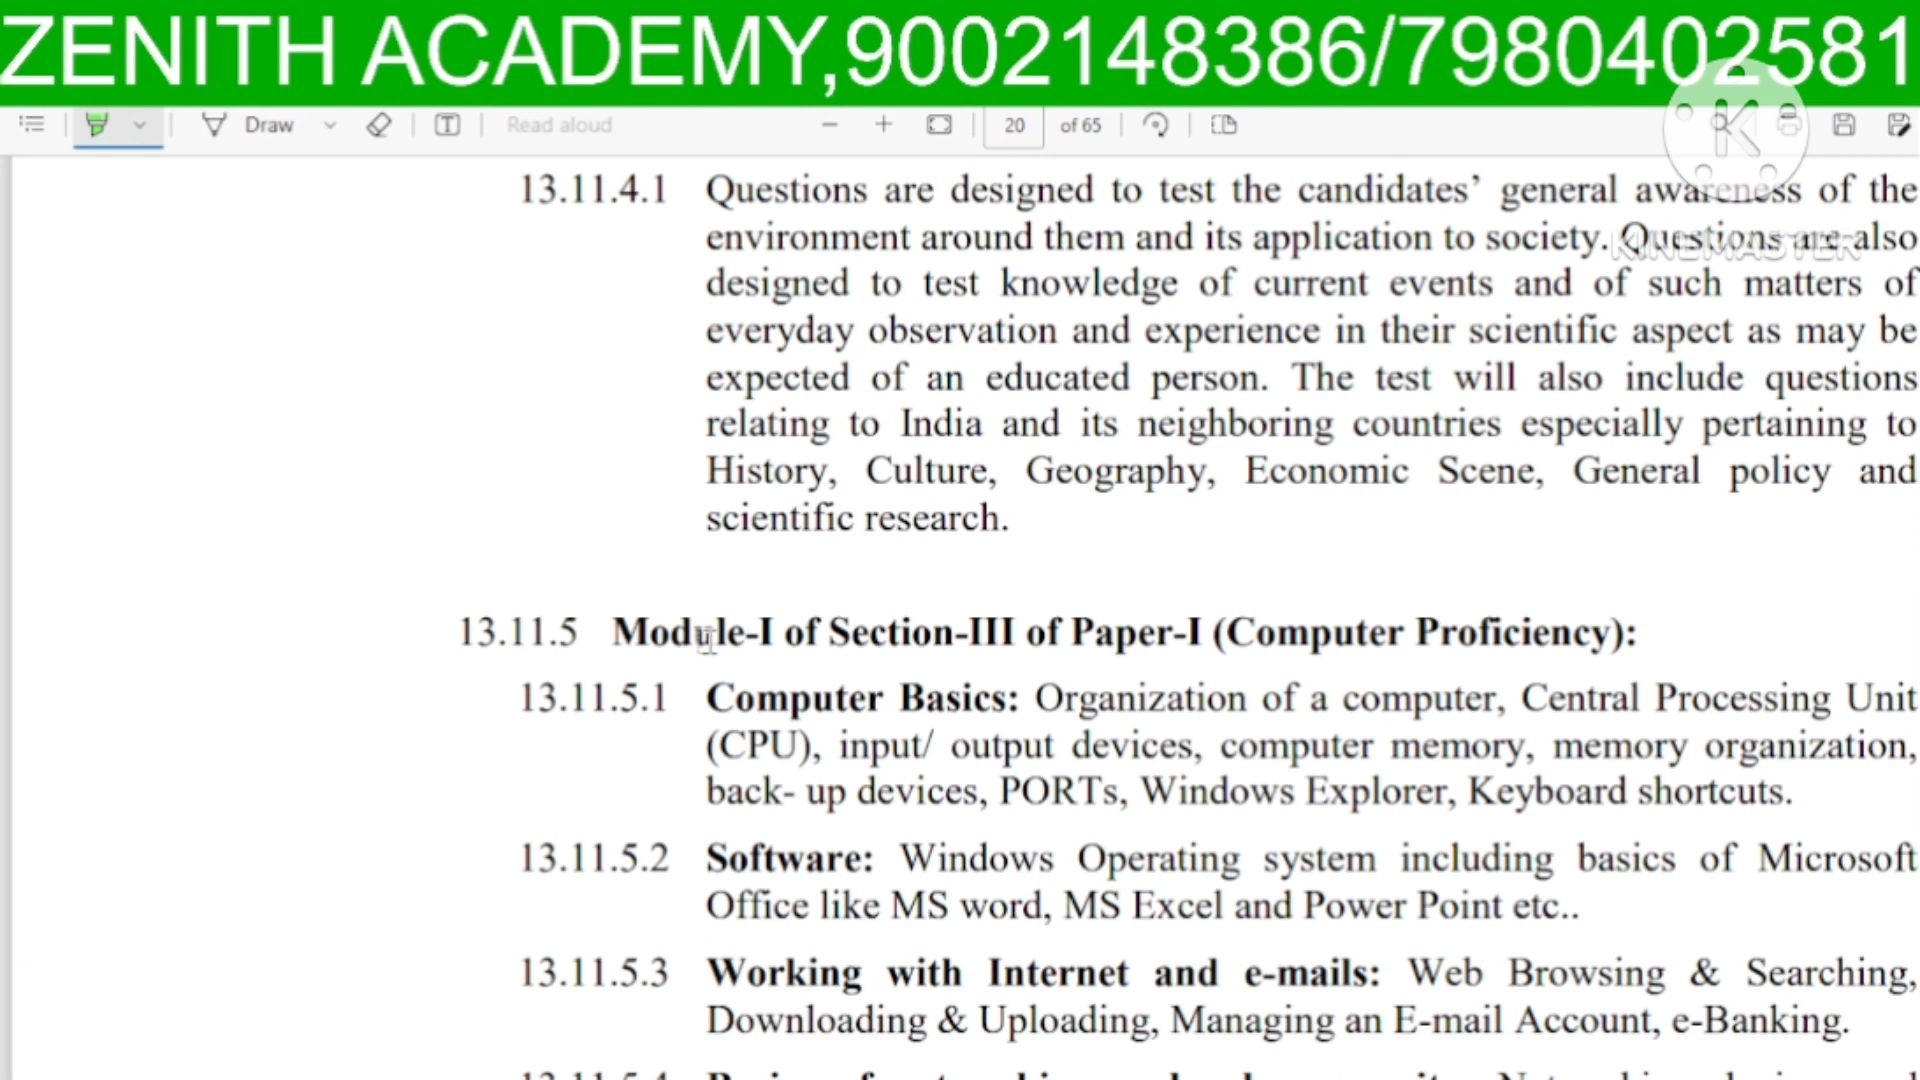 ZENITH ACADEMY,9002148386/7980402581
Draw
Read aloud
20 of 65
KINEMASTER
13.11.4.1 Questions are designed to test the candidates’ general awareness of the
environment around them and its application to society. Questions are also
designed to test knowledge of current events and of such matters of
everyday observation and experience in their scientific aspect as may be
expected of an educated person. The test will also include questions
relating to India and its neighboring countries especially pertaining to
History, Culture, Geography, Economic Scene, General policy and
scientific research.
13.11.5 Module-I of Section-III of Paper-I (Computer Proficiency):
13.11.5.1 Computer Basics: Organization of a computer, Central Processing Unit
(CPU), input/ output devices, computer memory, memory organization,
back- up devices, PORTs, Windows Explorer, Keyboard shortcuts.
13.11.5.2 Software: Windows Operating system including basics of Microsoft
Office like MS word, MS Excel and Power Point etc..
13.11.5.3 Working with Internet and e-mails: Web Browsing & Searching,
Downloading & Uploading, Managing an E-mail Account, e-Banking.